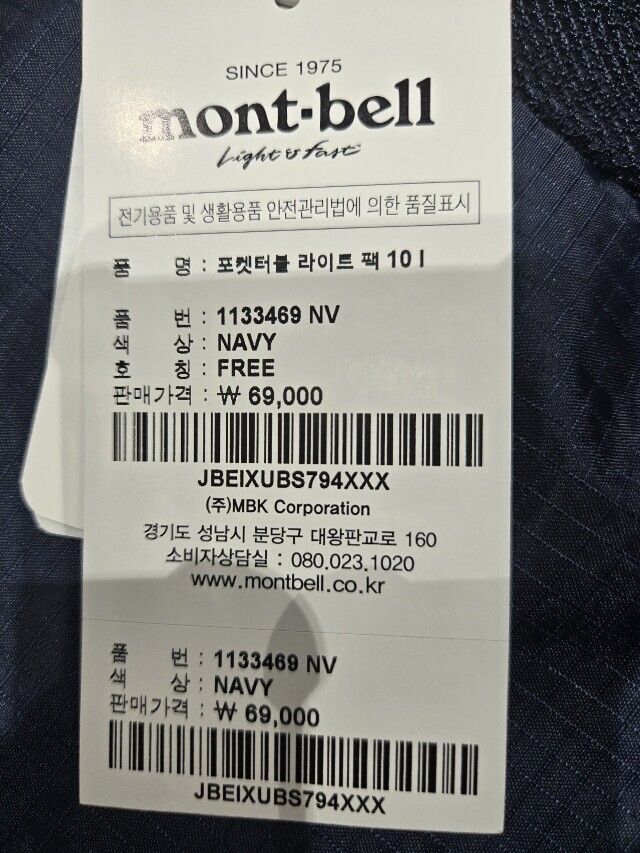 SINCE 1975
mont-bell
Light & fast
전기용품 및 생활용품 안전관리법에 의한 품질표시
품 명 : 포켓터블 라이트 팩 10 l
품 번 : 1133469 NV
색 상 : NAVY
호 칭 : FREE
판매가격 : ₩ 69,000
JBEIXUBS794XXX
(주)MBK Corporation
경기도 성남시 분당구 대왕판교로 160
소비자상담실 : 080.023.1020
www.montbell.co.kr
품 번 : 1133469 NV
색 상 : NAVY
판매가격 : ₩ 69,000
JBEIXUBS794XXX